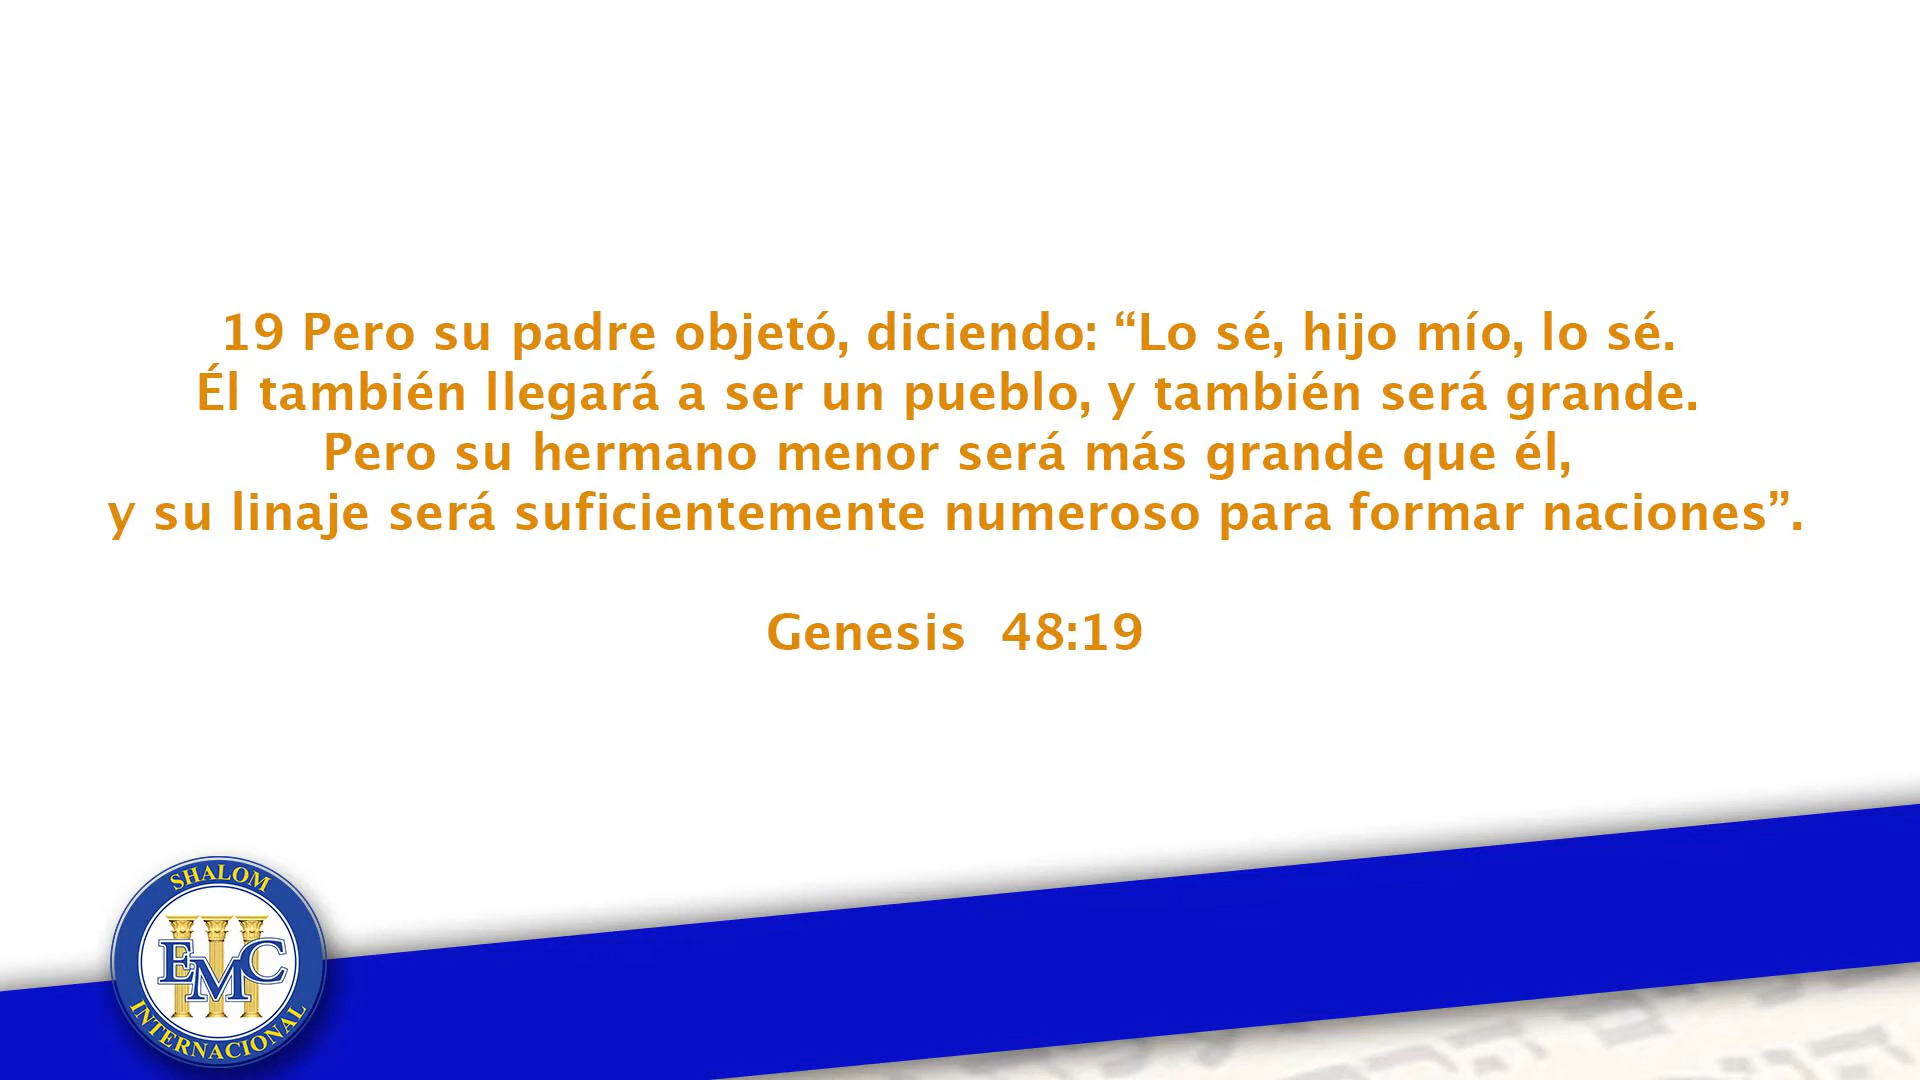 19 Pero su padre objetó, diciendo: “Lo sé, hijo mío, lo sé.
Él también llegará a ser un pueblo, y también será grande.
Pero su hermano menor será más grande que él,
y su linaje será suficientemente numeroso para formar naciones”.
Genesis  48:19
SHALOM
EMC
INTERNACIONAL